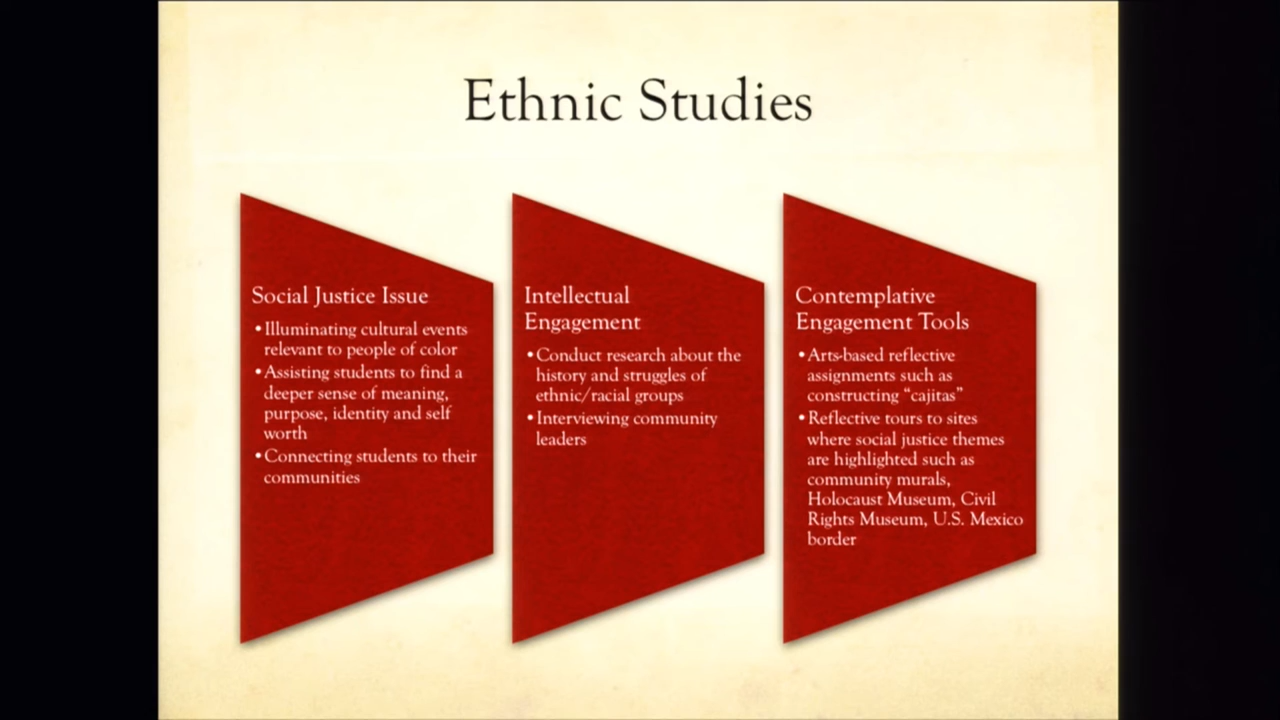 Ethnic Studies
Social Justice Issue
•Illuminating cultural events
relevant to people of color
•Assisting students to find a
deeper sense of meaning,
purpose, identity and self
worth
•Connecting students to their
communities
Intellectual
Engagement
•Conduct research about the
history and struggles of
ethnic/racial groups
•Interviewing community
leaders
Contemplative
Engagement Tools
•Arts-based reflective
assignments such as
constructing “cajitas”
•Reflective tours to sites
where social justice themes
are highlighted such as
community murals,
Holocaust Museum, Civil
Rights Museum, U.S. Mexico
border